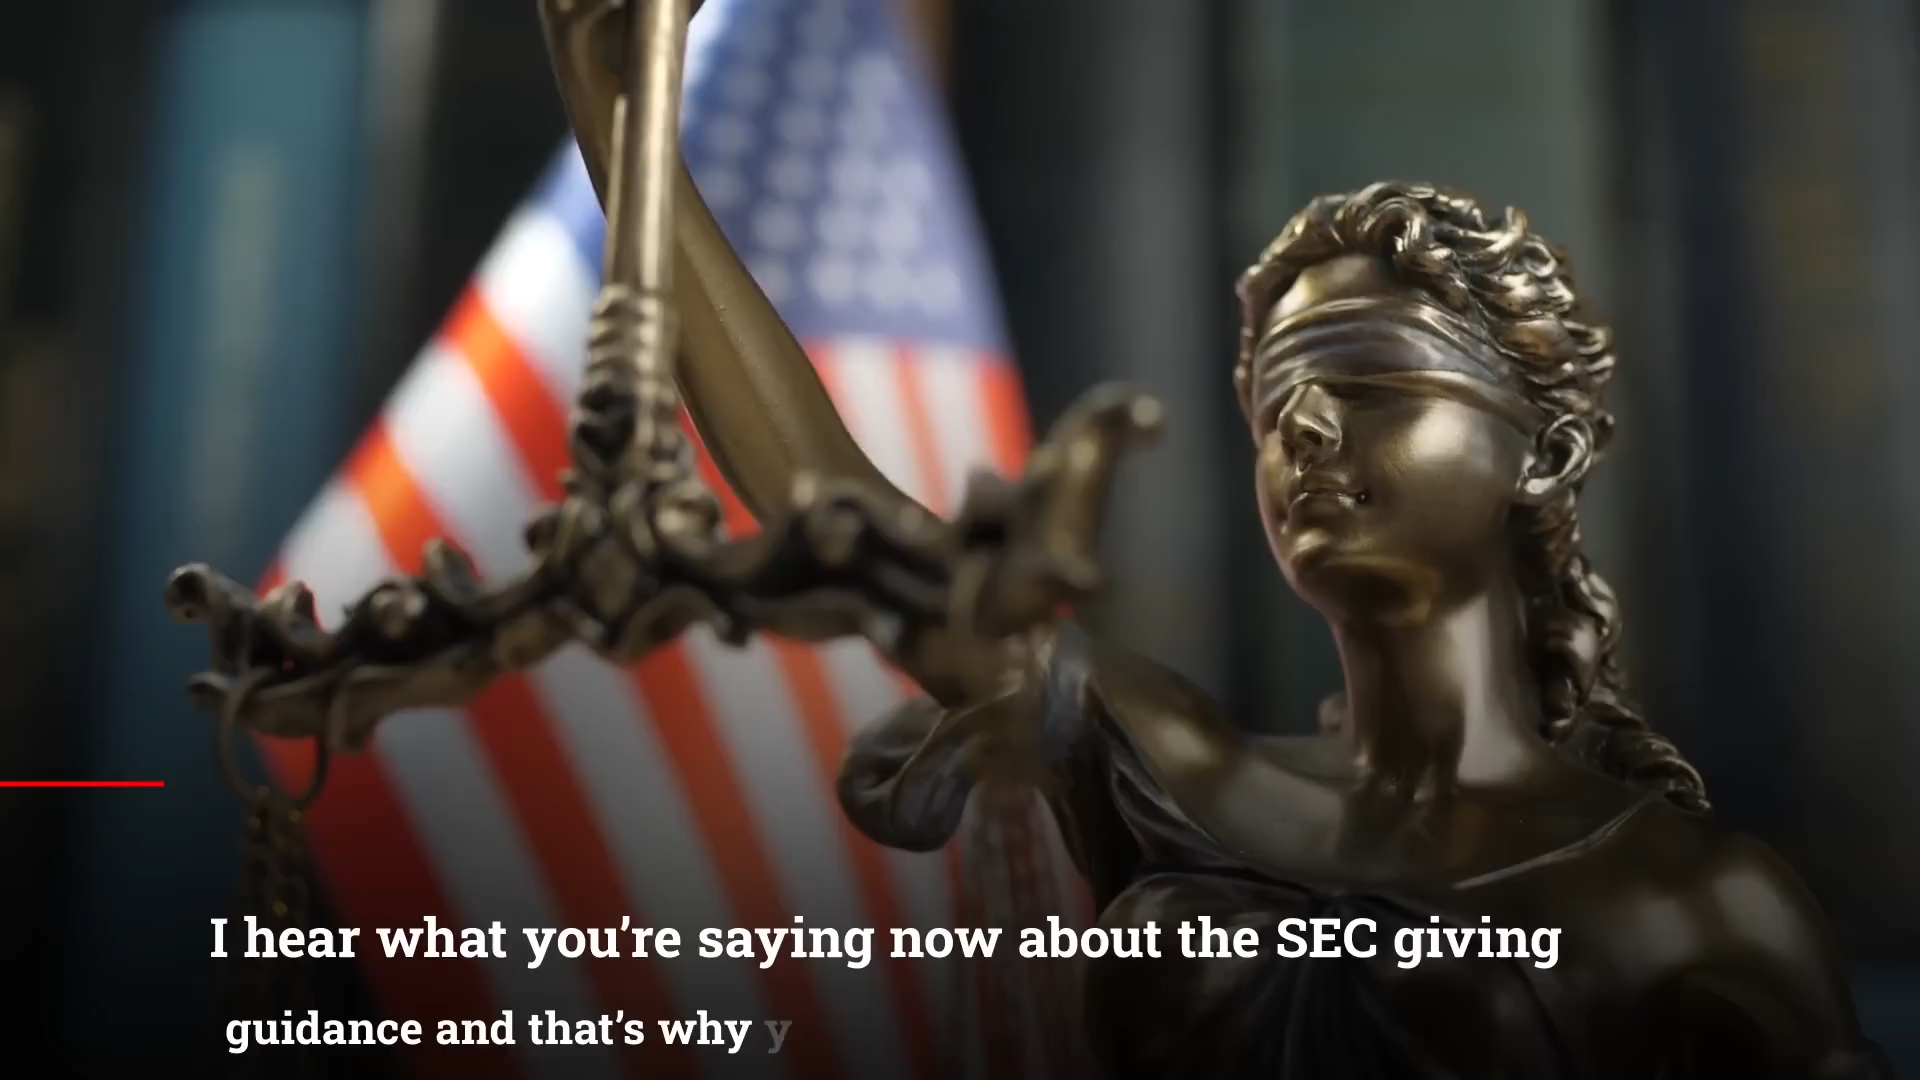 I hear what you’re saying now about the SEC giving
guidance and that’s why y